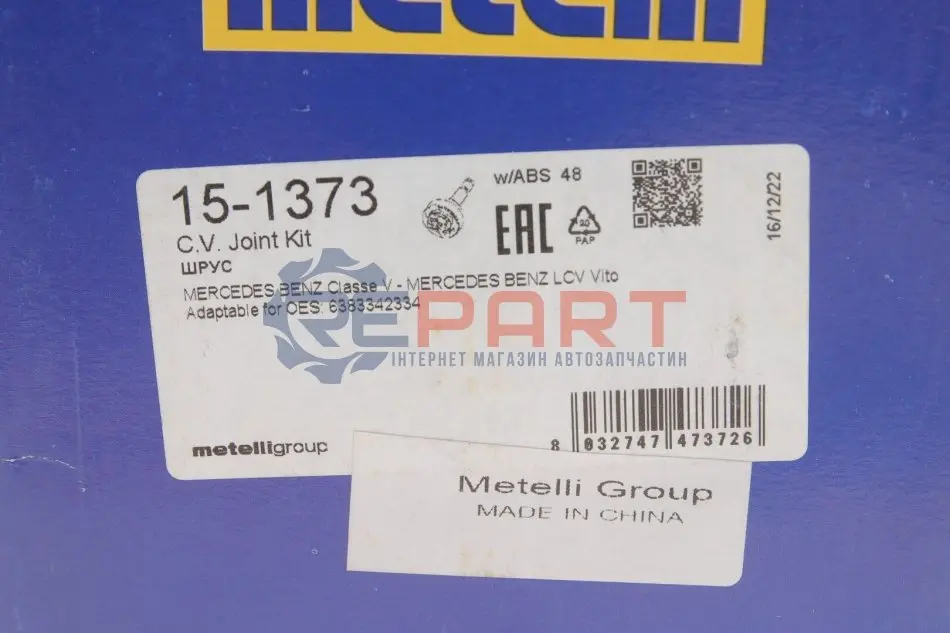 metelli
15-1373
w/ABS 48
C.V. Joint Kit
ШРУС
EAC
20
PAP
16/12/22
MERCEDES BENZ Classe V - MERCEDES BENZ LCV Vito
Adaptable for OES: 6383342334
REPART
ІНТЕРНЕТ МАГАЗИН АВТОЗАПЧАСТИН
metelligroup
8 032747 473726
Metelli Group
MADE IN CHINA